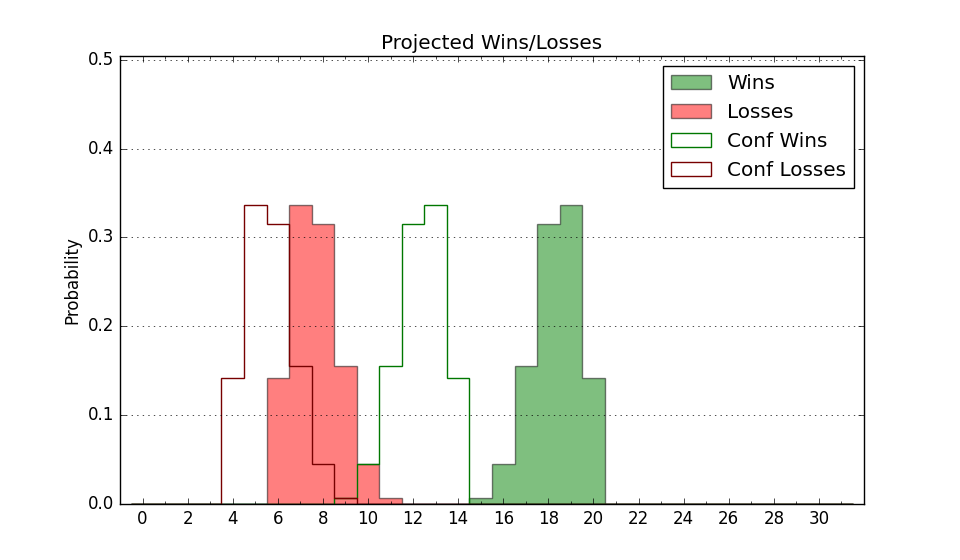 Projected Wins/Losses
0.5
0.4
0.3
0.2
0.1
0.0
Probability
Wins
Losses
Conf Wins
Conf Losses
0 2 4 6 8 10 12 14 16 18 20 22 24 26 28 30